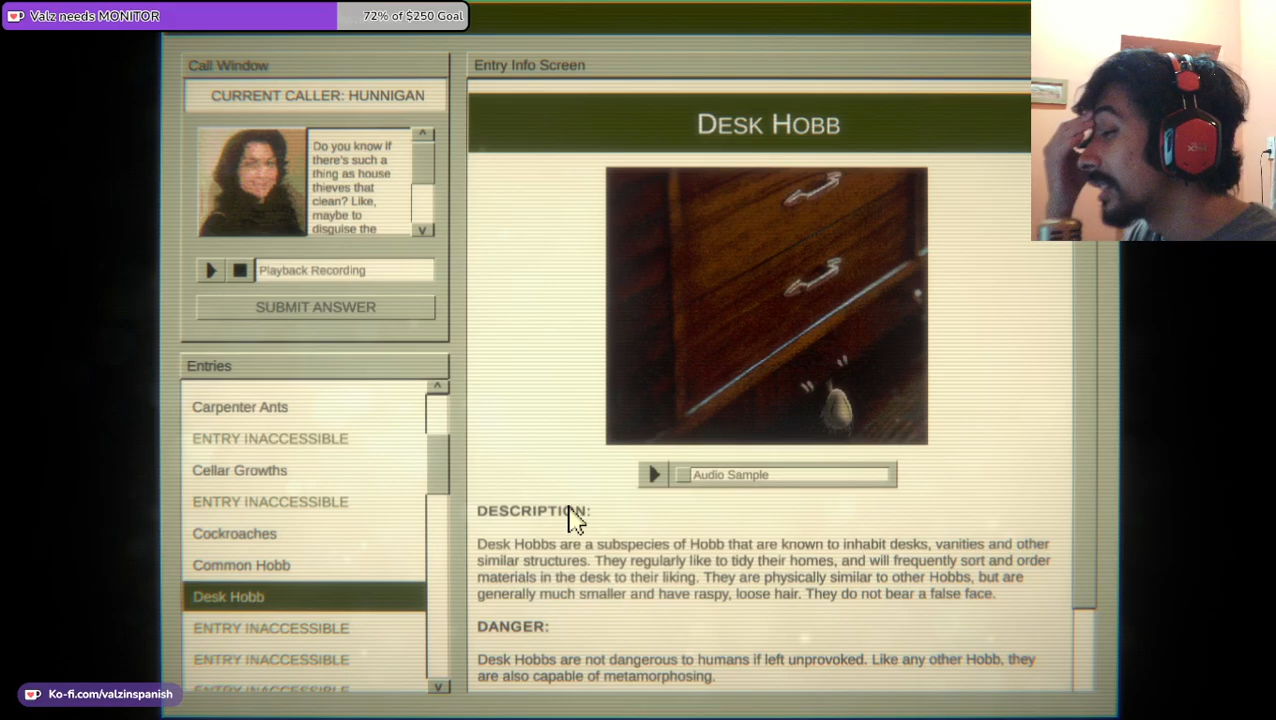 Valz needs MONITOR
72% of $250 Goal
Call Window
CURRENT CALLER: HUNNIGAN
Do you know if
there's such a
thing as house
thieves that
clean? Like,
maybe to
disguise the
Playback Recording
SUBMIT ANSWER
Entries
Carpenter Ants
ENTRY INACCESSIBLE
Cellar Growths
ENTRY INACCESSIBLE
Cockroaches
Common Hobb
Desk Hobb
ENTRY INACCESSIBLE
ENTRY INACCESSIBLE
Entry Info Screen
DESK HOBB
Audio Sample
DESCRIPTION:
Desk Hobbs are a subspecies of Hobb that are known to inhabit desks, vanities and other
similar structures. They regularly like to tidy their homes, and will frequently sort and order
materials in the desk to their liking. They are physically similar to other Hobbs, but are
generally much smaller and have raspy, loose hair. They do not bear a false face.
DANGER:
Desk Hobbs are not dangerous to humans if left unprovoked. Like any other Hobb, they
are also capable of metamorphosing.
Ko-fi.com/valzinspanish